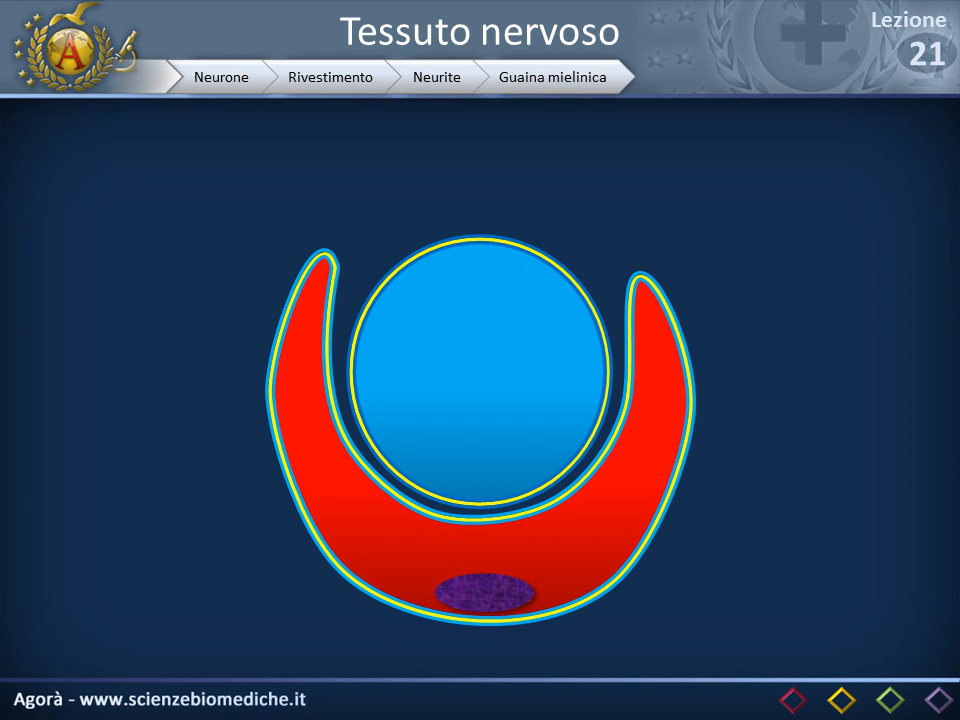 Tessuto nervoso
Lezione
21
A
Neurone Rivestimento Neurite Guaina mielinica
Agorà - www.scienzebiomediche.it